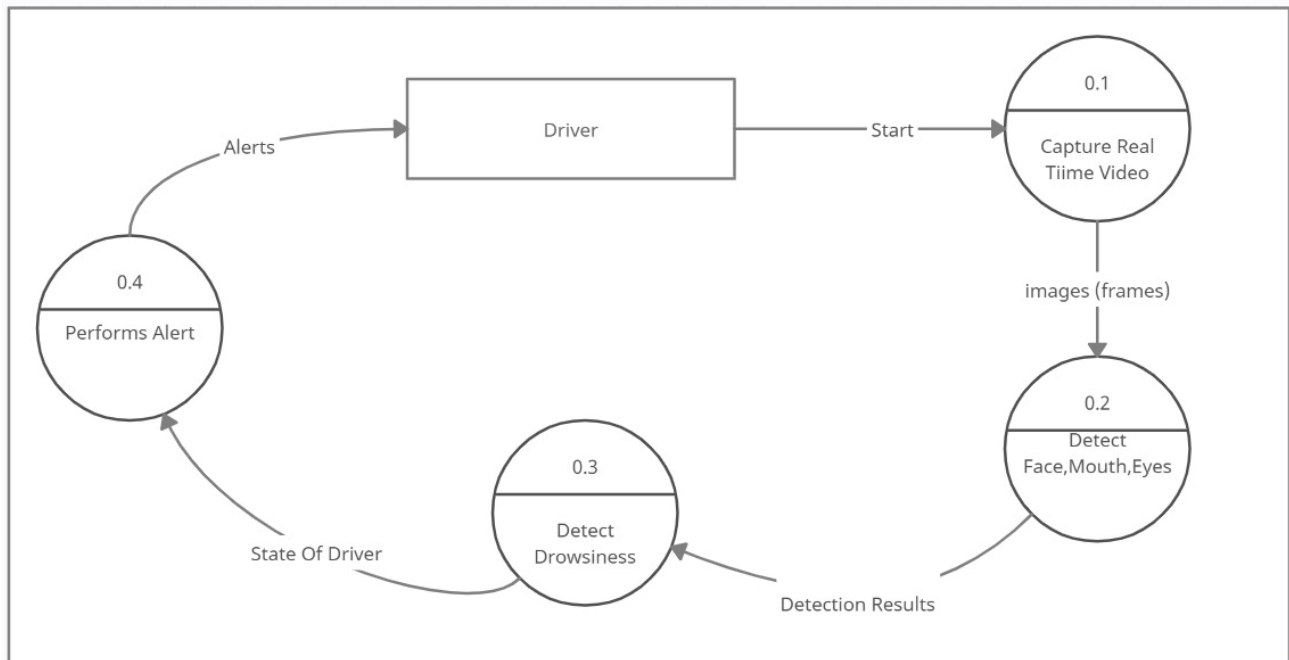 Driver
Start
0.1
Capture Real
Tiime Video
images (frames)
0.2
Detect
Face,Mouth,Eyes
Detection Results
0.3
Detect
Drowsiness
State Of Driver
0.4
Performs Alert
Alerts